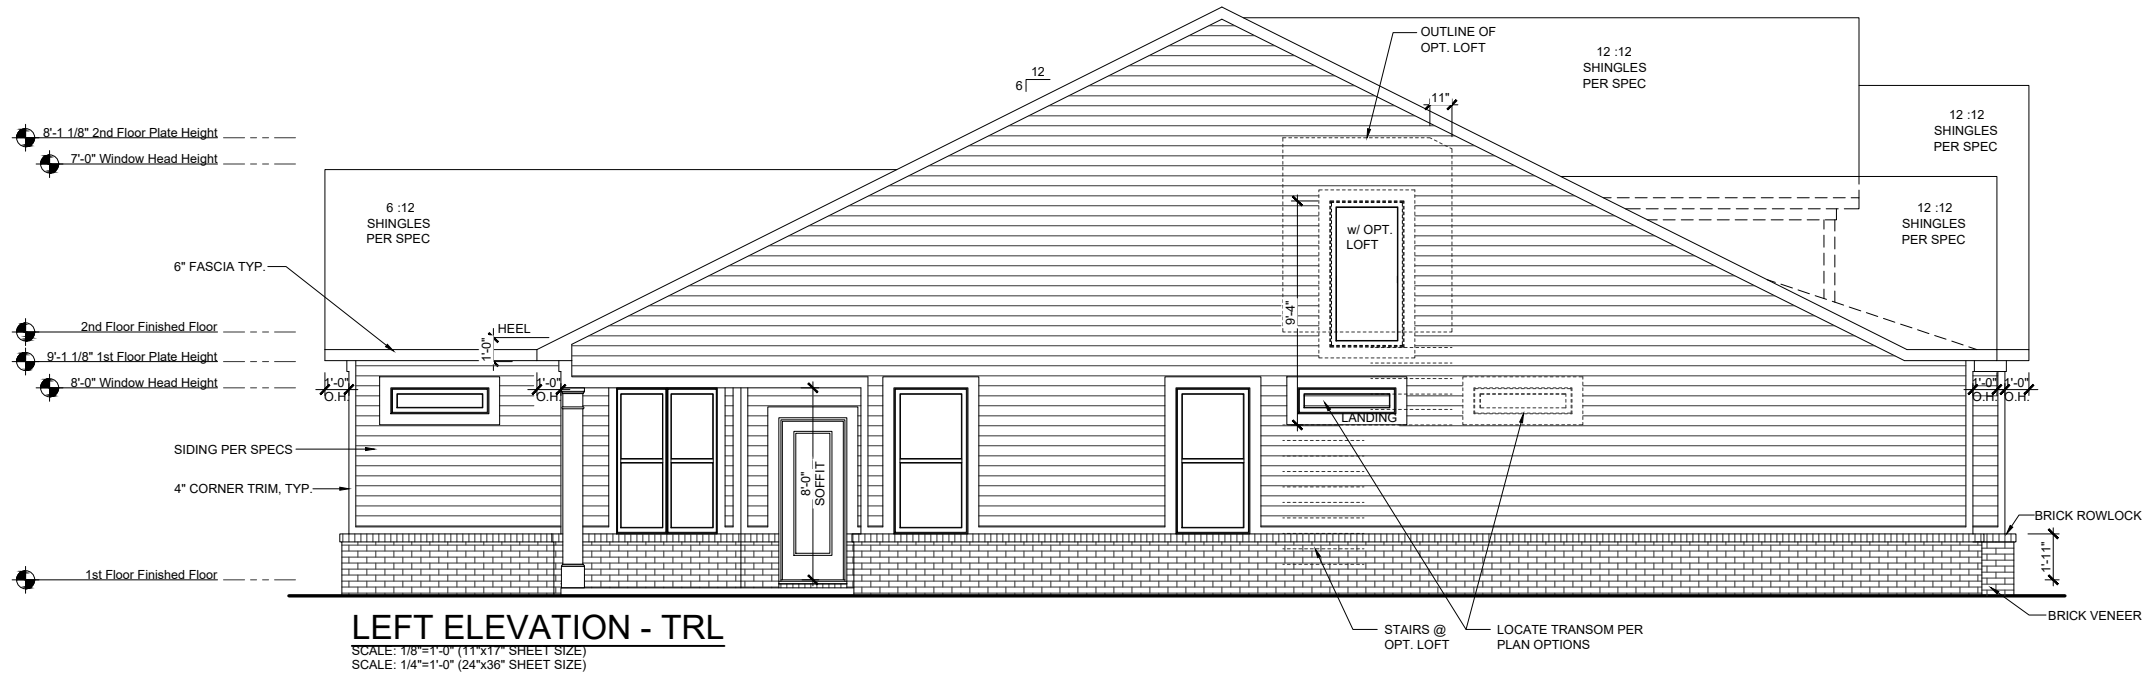 OUTLINE OF
OPT. LOFT
12 :12
SHINGLES
PER SPEC
12
6
11"
12 :12
SHINGLES
PER SPEC
8'-1 1/8" 2nd Floor Plate Height
7'-0" Window Head Height
6 :12
SHINGLES
PER SPEC
12 :12
SHINGLES
PER SPEC
w/ OPT.
LOFT
6" FASCIA TYP.
9'-4"
2nd Floor Finished Floor
HEEL
1'-0"
9'-1 1/8" 1st Floor Plate Height
8'-0" Window Head Height
1'-0"
O.H.
1'-0"
O.H.
1'-0"
O.H.
1'-0"
O.H.
LANDING
SIDING PER SPECS
8'-0"
SOFFIT
4" CORNER TRIM, TYP.
BRICK ROWLOCK
1'-11"
1st Floor Finished Floor
BRICK VENEER
LEFT ELEVATION - TRL
SCALE: 1/8"=1'-0" (11"x17" SHEET SIZE)
SCALE: 1/4"=1'-0" (24"x36" SHEET SIZE)
STAIRS @
OPT. LOFT
LOCATE TRANSOM PER
PLAN OPTIONS